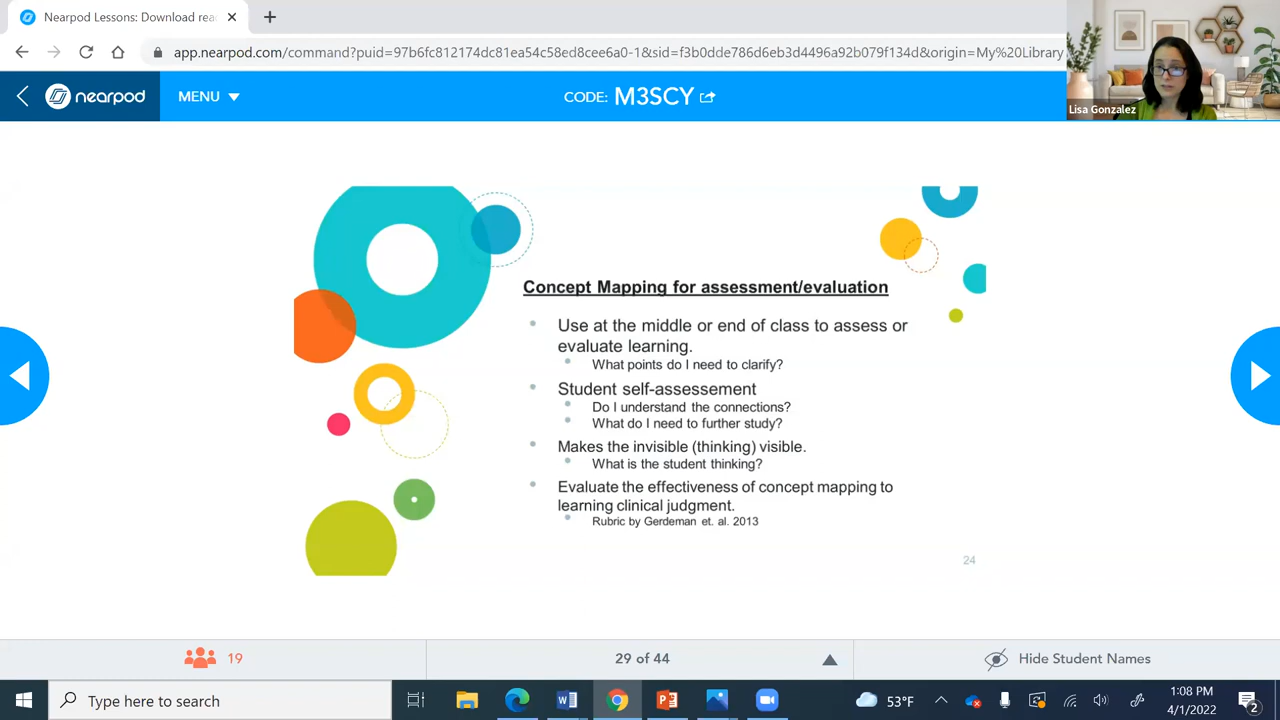 Nearpod Lessons: Download rea
app.nearpod.com/command?puid=97b6fc812174dc81ea54c58ed8cee6a0-1&sid=f3b0dde786d6eb3d4496a92b079f134d&origin=My%20Library
nearpod
MENU
CODE: M3SCY
Lisa Gonzalez
Concept Mapping for assessment/evaluation
Use at the middle or end of class to assess or
evaluate learning.
What points do I need to clarify?
Student self-assessement
Do I understand the connections?
What do I need to further study?
Makes the invisible (thinking) visible.
What is the student thinking?
Evaluate the effectiveness of concept mapping to
learning clinical judgment.
Rubric by Gerdeman et. al. 2013
24
19
29 of 44
Hide Student Names
Type here to search
53°F
1:08 PM
4/1/2022
2